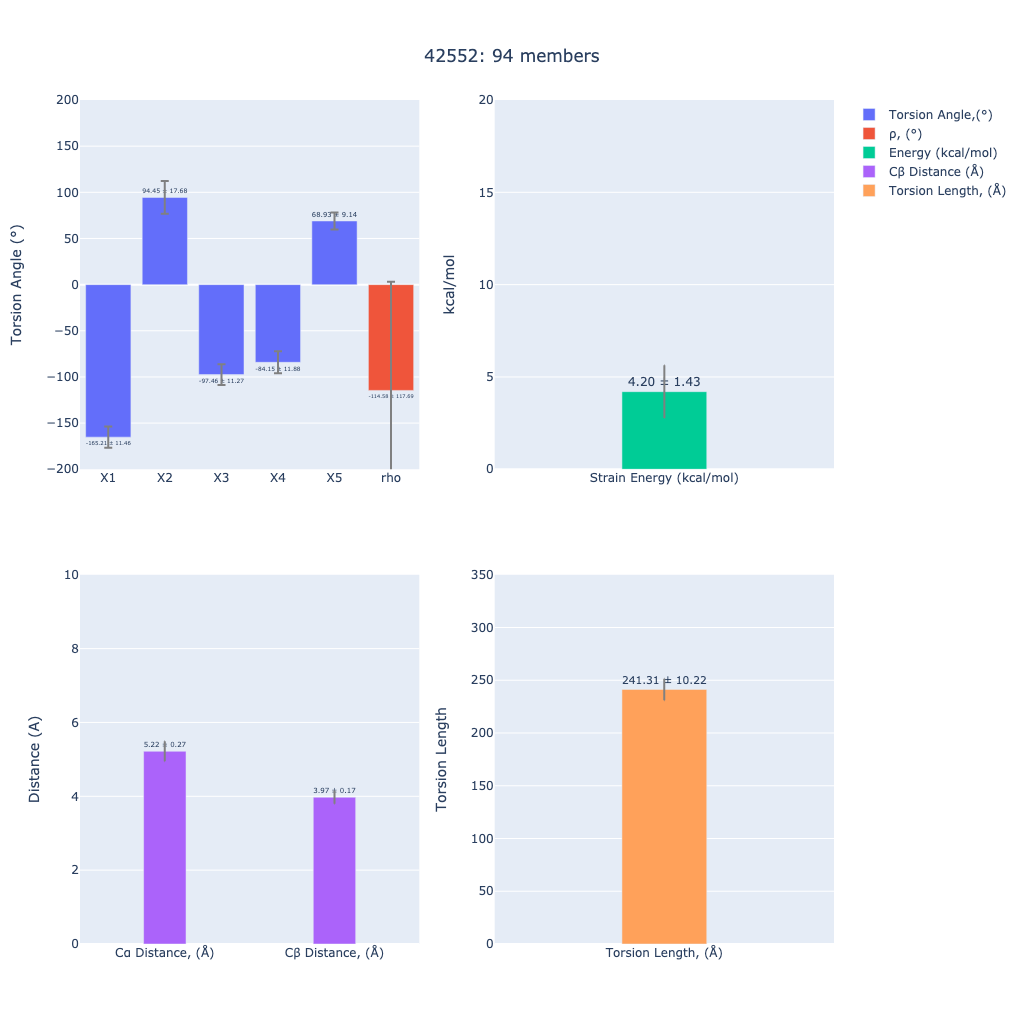 42552: 94 members
Torsion Angle (°)
200
150
100
50
0
−50
−100
−150
−200
-165.21 ± 11.46
94.45 ± 17.68
-97.46 ± 11.27
-84.15 ± 11.88
68.93 ± 9.14
-114.58 ± 117.69
X1 X2 X3 X4 X5 rho
kcal/mol
20
15
10
5
0
4.20 ± 1.43
Strain Energy (kcal/mol)
Torsion Angle,(°)
ρ, (°)
Energy (kcal/mol)
Cβ Distance (Å)
Torsion Length, (Å)
Distance (A)
10
8
6
4
2
0
5.22 ± 0.27
3.97 ± 0.17
Cα Distance, (Å) Cβ Distance, (Å)
Torsion Length
350
300
250
200
150
100
50
0
241.31 ± 10.22
Torsion Length, (Å)